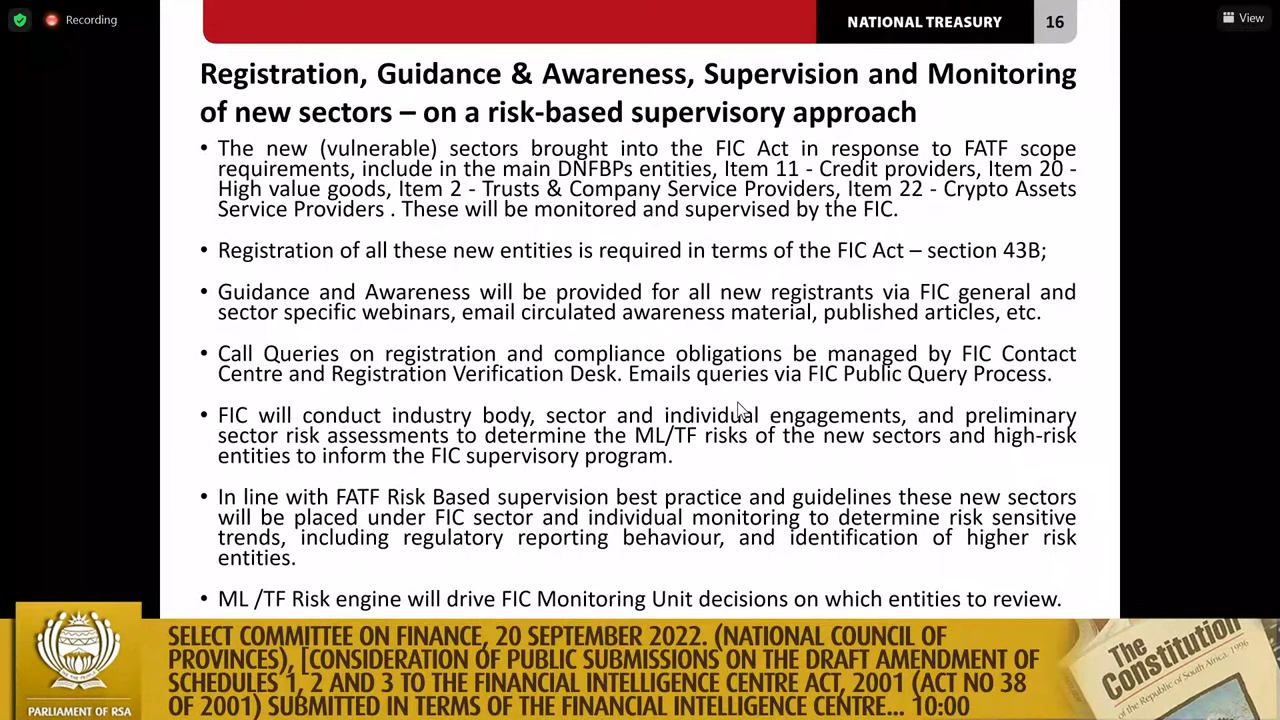 Recording
View
NATIONAL TREASURY 16
Registration, Guidance & Awareness, Supervision and Monitoring
of new sectors – on a risk-based supervisory approach
• The new (vulnerable) sectors brought into the FIC Act in response to FATF scope
requirements, include in the main DNFBPs entities, Item 11 - Credit providers, Item 20 -
High value goods, Item 2 - Trusts & Company Service Providers, Item 22 - Crypto Assets
Service Providers . These will be monitored and supervised by the FIC.
• Registration of all these new entities is required in terms of the FIC Act – section 43B;
• Guidance and Awareness will be provided for all new registrants via FIC general and
sector specific webinars, email circulated awareness material, published articles, etc.
• Call Queries on registration and compliance obligations be managed by FIC Contact
Centre and Registration Verification Desk. Emails queries via FIC Public Query Process.
• FIC will conduct industry body, sector and individual engagements, and preliminary
sector risk assessments to determine the ML/TF risks of the new sectors and high-risk
entities to inform the FIC supervisory program.
• In line with FATF Risk Based supervision best practice and guidelines these new sectors
will be placed under FIC sector and individual monitoring to determine risk sensitive
trends, including regulatory reporting behaviour, and identification of higher risk
entities.
• ML /TF Risk engine will drive FIC Monitoring Unit decisions on which entities to review.
SELECT COMMITTEE ON FINANCE, 20 SEPTEMBER 2022. (NATIONAL COUNCIL OF
PROVINCES), [CONSIDERATION OF PUBLIC SUBMISSIONS ON THE DRAFT AMENDMENT OF
SCHEDULES 1, 2 AND 3 TO THE FINANCIAL INTELLIGENCE CENTRE ACT, 2001 (ACT NO 38
OF 2001) SUBMITTED IN TERMS OF THE FINANCIAL INTELLIGENCE CENTRE... 10:00
PARLIAMENT OF RSA
The
Constitution
of the Republic of South Africa, 1996